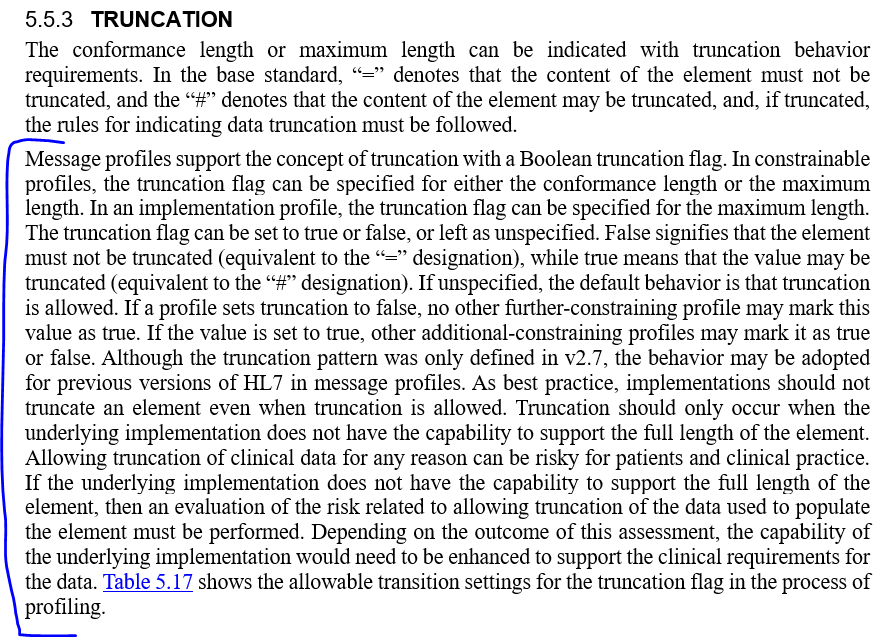 5.5.3 TRUNCATION
The conformance length or maximum length can be indicated with truncation behavior
requirements. In the base standard, “=” denotes that the content of the element must not be
truncated, and the “#” denotes that the content of the element may be truncated, and, if truncated,
the rules for indicating data truncation must be followed.
Message profiles support the concept of truncation with a Boolean truncation flag. In constrainable
profiles, the truncation flag can be specified for either the conformance length or the maximum
length. In an implementation profile, the truncation flag can be specified for the maximum length.
The truncation flag can be set to true or false, or left as unspecified. False signifies that the element
must not be truncated (equivalent to the “=” designation), while true means that the value may be
truncated (equivalent to the “#” designation). If unspecified, the default behavior is that truncation
is allowed. If a profile sets truncation to false, no other further-constraining profile may mark this
value as true. If the value is set to true, other additional-constraining profiles may mark it as true
or false. Although the truncation pattern was only defined in v2.7, the behavior may be adopted
for previous versions of HL7 in message profiles. As best practice, implementations should not
truncate an element even when truncation is allowed. Truncation should only occur when the
underlying implementation does not have the capability to support the full length of the element.
Allowing truncation of clinical data for any reason can be risky for patients and clinical practice.
If the underlying implementation does not have the capability to support the full length of the
element, then an evaluation of the risk related to allowing truncation of the data used to populate
the element must be performed. Depending on the outcome of this assessment, the capability of
the underlying implementation would need to be enhanced to support the clinical requirements for
the data. Table 5.17 shows the allowable transition settings for the truncation flag in the process of
profiling.